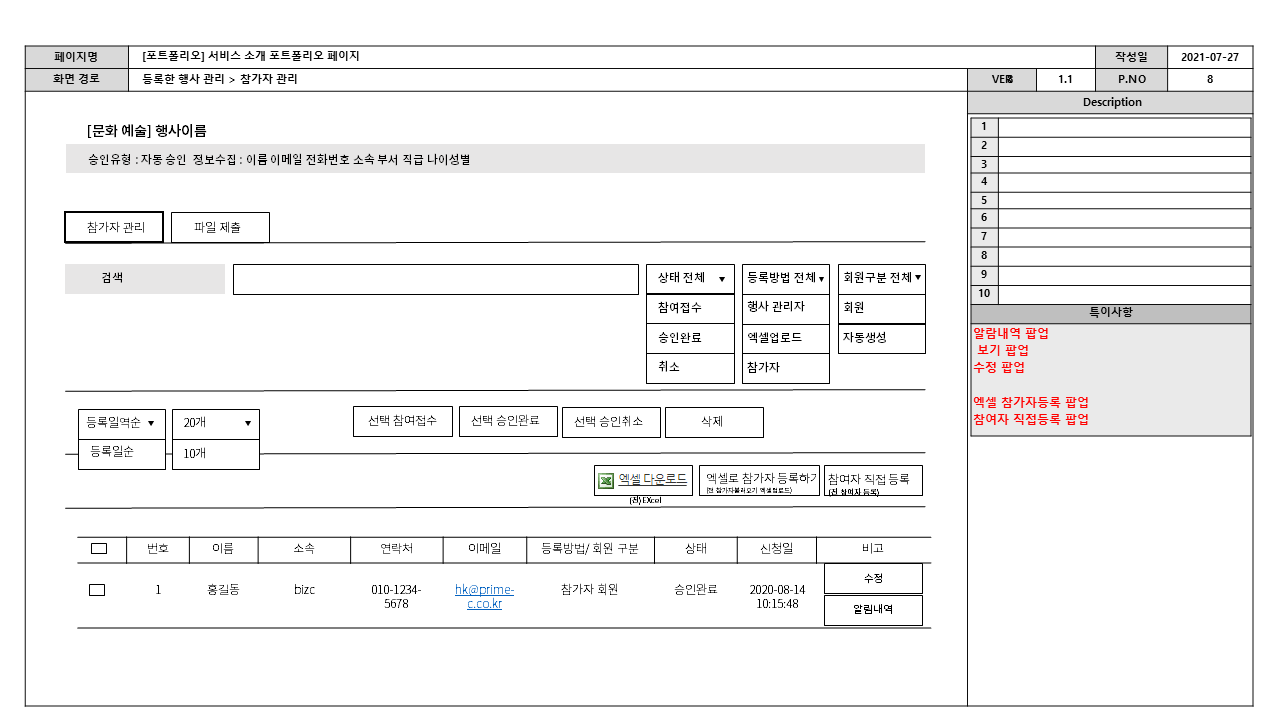 페이지명 [포트폴리오] 서비스 소개 포트폴리오 페이지 작성일 2021-07-27
화면 경로 등록한 행사 관리 > 참가자 관리 VER 1.1 P.NO 8
Description
[문화 예술] 행사이름
승인유형 : 자동 승인 정보수집 : 이름 이메일 전화번호 소속 부서 직급 나이성별
참가자 관리 파일 제출
검색 상태 전체 ▼ 등록방법 전체 ▼ 회원구분 전체 ▼
참여접수 행사 관리자 회원
승인완료 엑셀업로드 자동생성
취소 참가자
등록일역순 ▼ 20개 ▼ 선택 참여접수 선택 승인완료 선택 승인취소 삭제
등록일순 10개
엑셀 다운로드 엑셀로 참가자 등록하기 참여자 직접 등록
(전)EXcel (전 참가자불러오기 엑셀업로드) (전 참여자 등록)
번호 이름 소속 연락처 이메일 등록방법/ 회원 구분 상태 신청일 비고
1 홍길동 bizc 010-1234- hk@prime- 참가자 회원 승인완료 2020-08-14 수정
5678 c.co.kr 10:15:48 알림내역
1
2
3
4
5
6
7
8
9
10
특이사항
알람내역 팝업
보기 팝업
수정 팝업
엑셀 참가자등록 팝업
참여자 직접등록 팝업